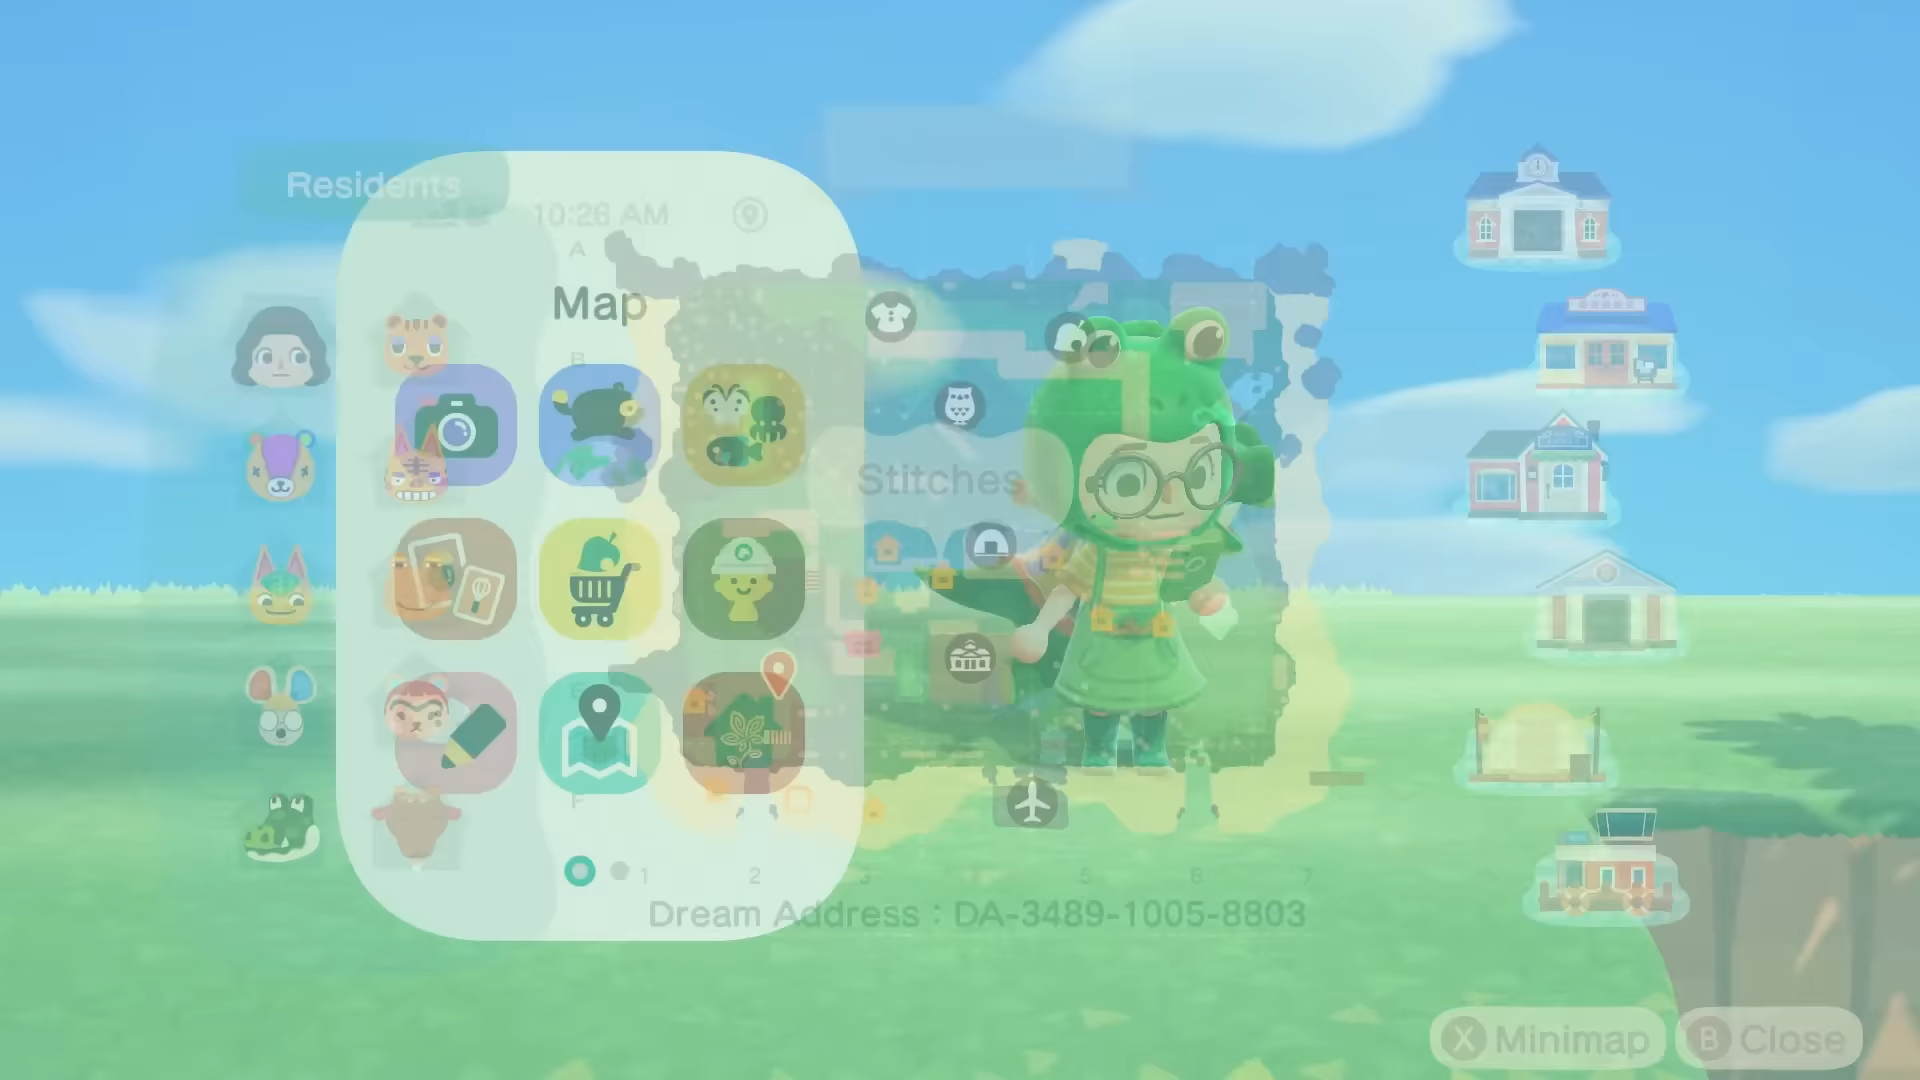 Residents
10:26 AM
A
Map
B
Stitches
F
1 2 3 5 6 7
Dream Address : DA-3489-1005-8803
X Minimap B Close